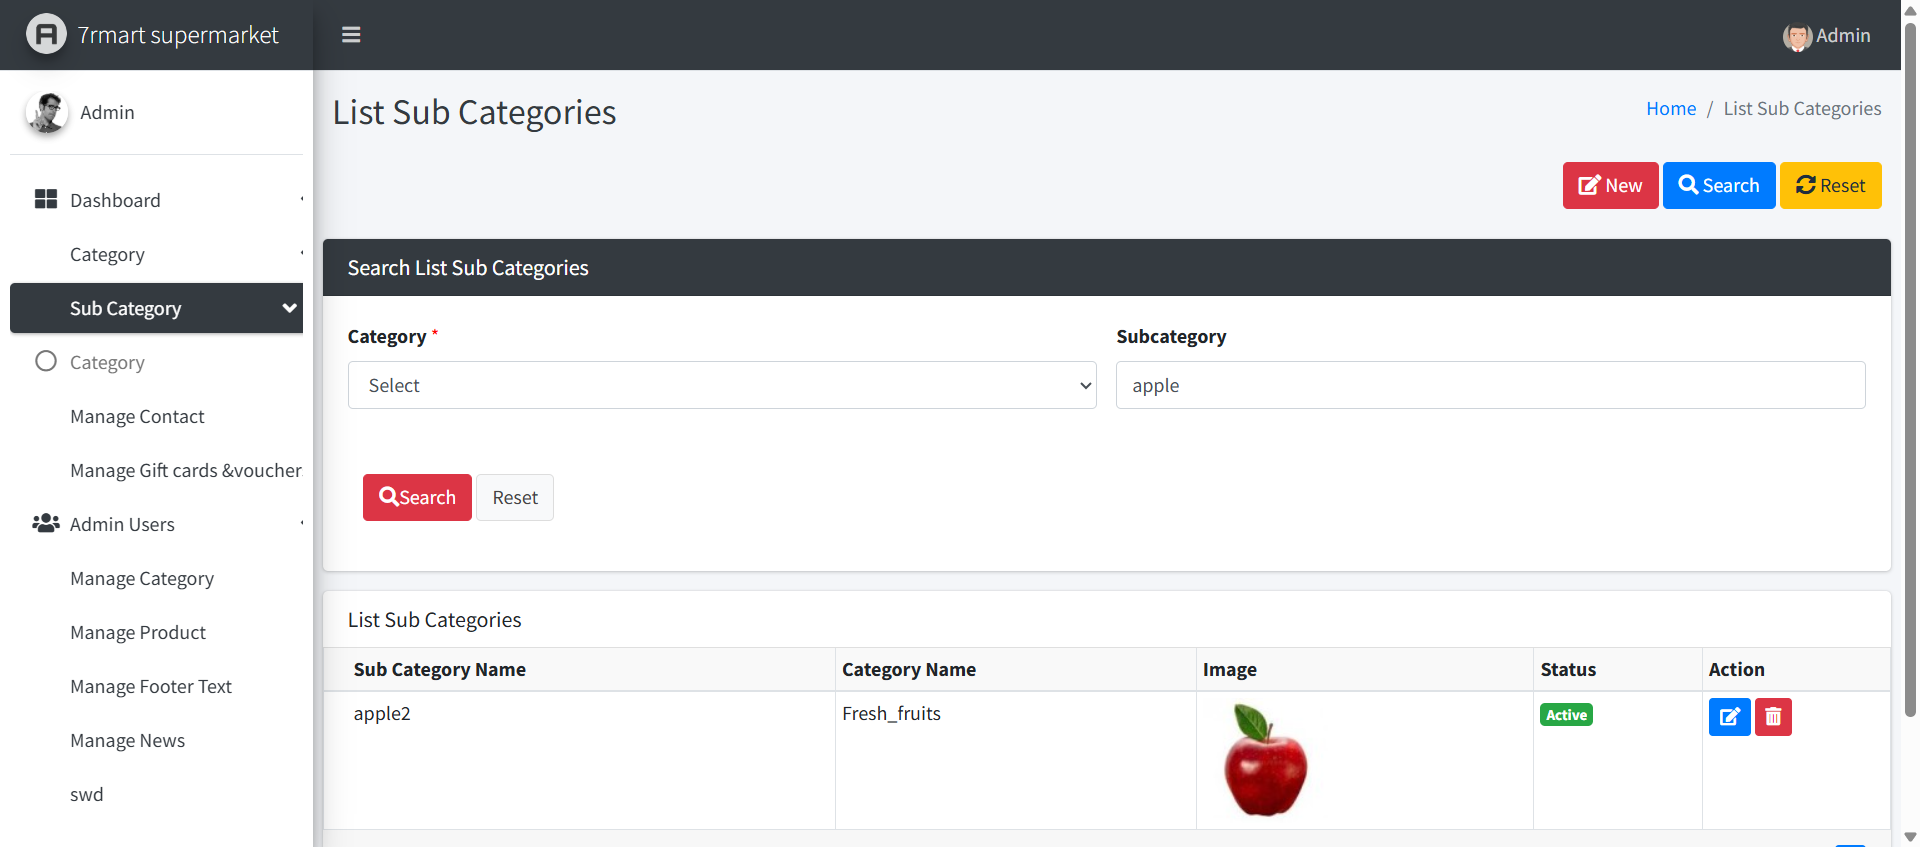 7rmart supermarket
Admin
Admin
List Sub Categories
Home / List Sub Categories
New
Search
Reset
Dashboard
Category
Sub Category
Category
Manage Contact
Manage Gift cards &voucher
Admin Users
Manage Category
Manage Product
Manage Footer Text
Manage News
swd
Search List Sub Categories
Category *
Subcategory
Select
apple
Search
Reset
List Sub Categories
Sub Category Name Category Name Image Status Action
apple2 Fresh_fruits Active